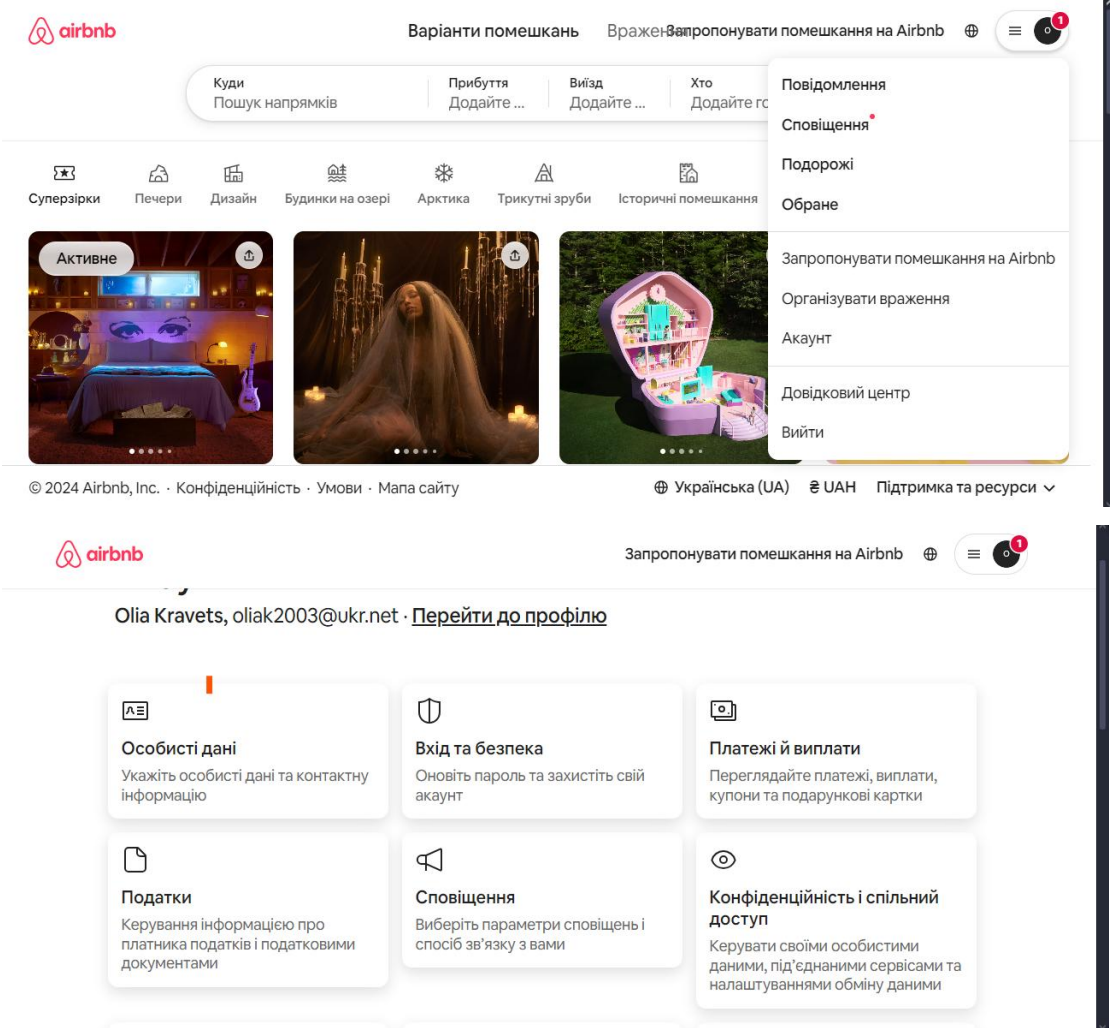 airbnb
Варіанти помешкань
Враження
Запропонувати помешкання на Airbnb
1
O
Куди
Пошук напрямків
Прибуття
Додайте ...
Виїзд
Додайте ...
Хто
Додайте го
Повідомлення
Сповіщення
Подорожі
Обране
Запропонувати помешкання на Airbnb
Організувати враження
Акаунт
Довідковий центр
Вийти
Суперзірки
Печери
Дизайн
Будинки на озері
Арктика
Трикутні зруби
Історичні помешкання
Активне
© 2024 Airbnb, Inc. · Конфіденційність · Умови · Мапа сайту
Українська (UA) ₴ UAH Підтримка та ресурси
airbnb
Запропонувати помешкання на Airbnb
1
O
Olia Kravets, oliak2003@ukr.net · Перейти до профілю
Особисті дані
Укажіть особисті дані та контактну
інформацію
Вхід та безпека
Оновіть пароль та захистіть свій
акаунт
Платежі й виплати
Переглядайте платежі, виплати,
купони та подарункові картки
Податки
Керування інформацією про
платника податків і податковими
документами
Сповіщення
Виберіть параметри сповіщень і
спосіб зв’язку з вами
Конфіденційність і спільний
доступ
Керувати своїми особистими
даними, під’єднаними сервісами та
налаштуваннями обміну даними